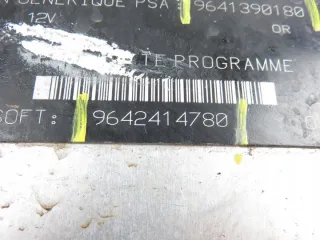 GENERIQUE PSA 9641390180
12V OR
TE PROGRAMME
SOFT: 9642414780